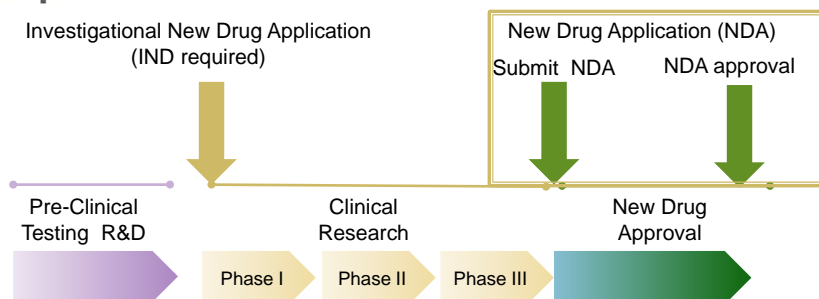 Investigational New Drug Application
(IND required)
New Drug Application (NDA)
Submit NDA
NDA approval
Pre-Clinical
Testing R&D
Clinical
Research
New Drug
Approval
Phase I
Phase II
Phase III